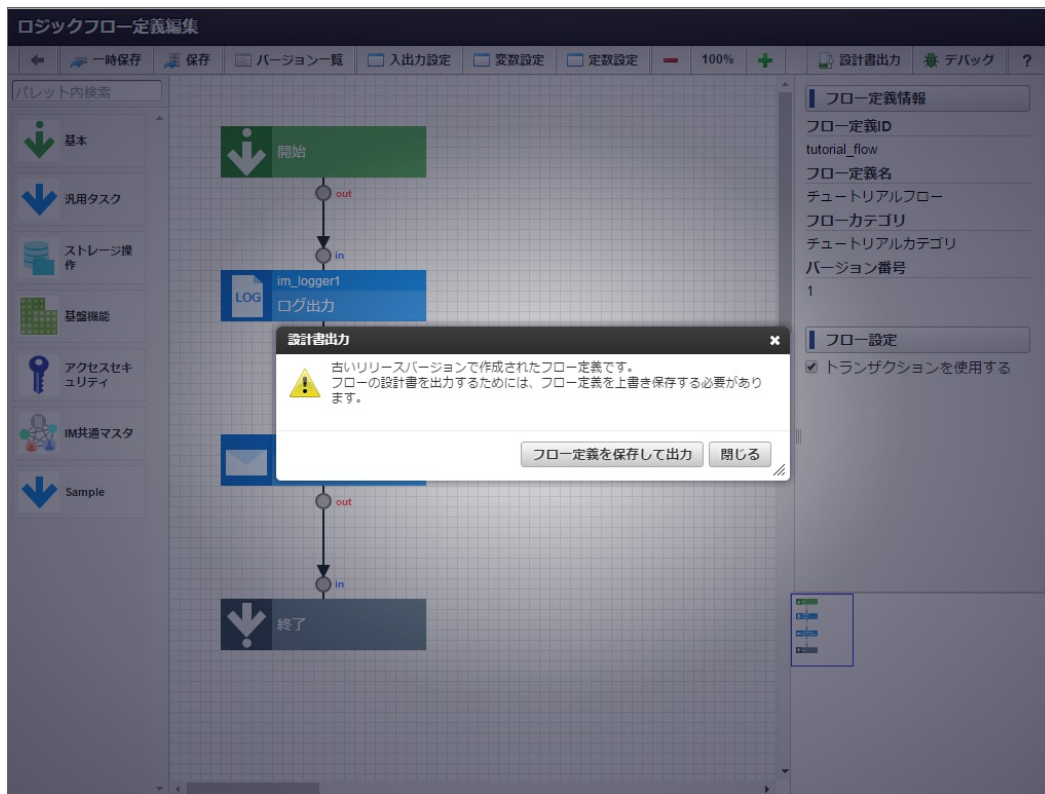 ロジックフロー定義編集
一時保存 保存 バージョン一覧 入出力設定 変数設定 定数設定 100% 設計書出力 デバッグ ?
パレット内検索
基本
汎用タスク
ストレージ操
作
基盤機能
アクセスセキ
ュリティ
IM共通マスタ
Sample
開始
out
in
im_logger1
LOG
ログ出力
設計書出力
古いリリースバージョンで作成されたフロー定義です。
フローの設計書を出力するためには、フロー定義を上書き保存する必要があり
ます。
フロー定義を保存して出力 閉じる
out
in
終了
フロー定義情報
フロー定義ID
tutorial_flow
フロー定義名
チュートリアルフロー
フローカテゴリ
チュートリアルカテゴリ
バージョン番号
1
フロー設定
トランザクションを使用する